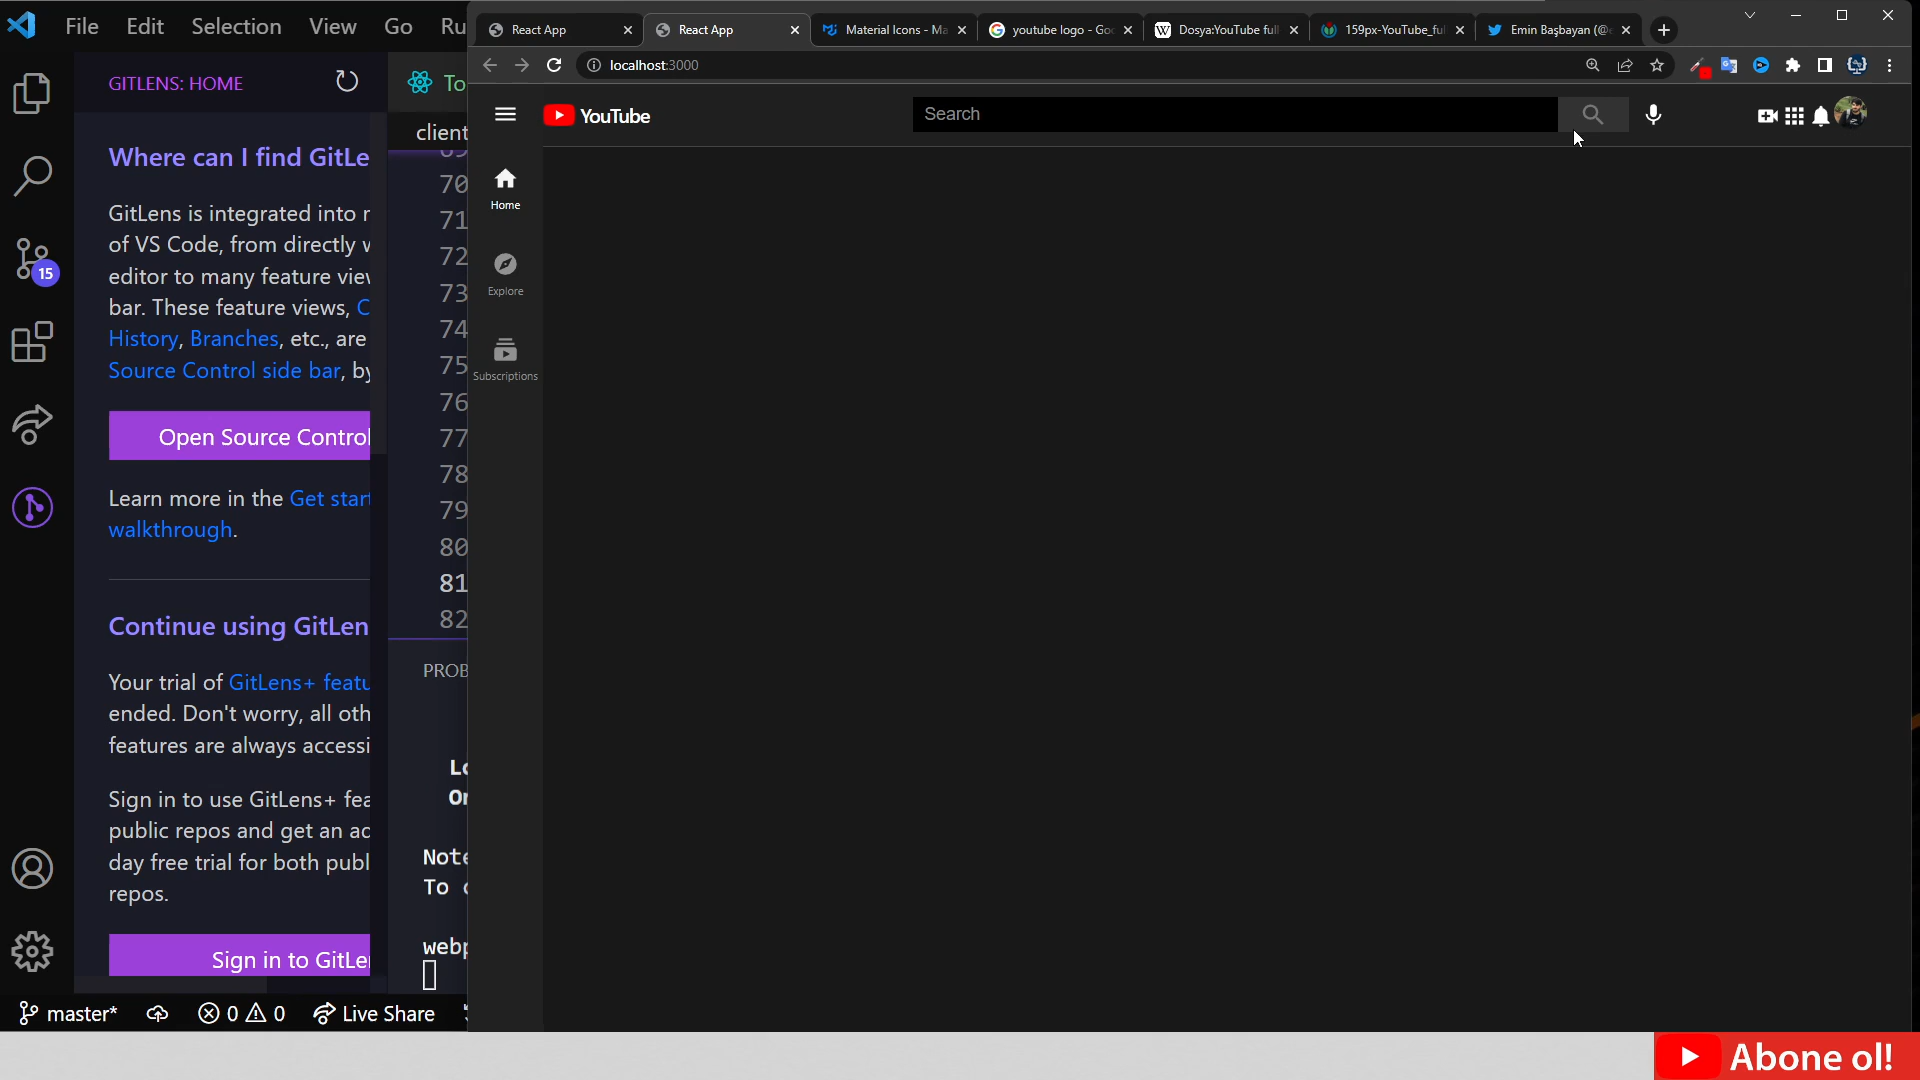 File Edit Selection View Go Ru
GITLENS: HOME
Where can I find GitLe
GitLens is integrated into
of VS Code, from directly
editor to many feature
bar. These feature views,
History, Branches, etc., are
Source Control side bar, by
Open Source Control
Learn more in the Get start
walkthrough.
Continue using GitLen
Your trial of GitLens+ featu
ended. Don't worry, all oth
features are always accessi
Sign in to use GitLens+ fea
public repos and get an ac
day free trial for both publ
repos.
Sign in to GitLe
15
master* 0 0 Live Share
To
client
69
70
71
72
73
74
75
76
77
78
79
80
81
82
PROB
Lo
On
Note
To
webp
React App
React App
Material Icons - Ma
youtube logo - Goo
Dosya:YouTube full
159px-YouTube_ful
Emin Başbayan (@
localhost:3000
YouTube
Search
Home
Explore
Subscriptions
Abone ol!